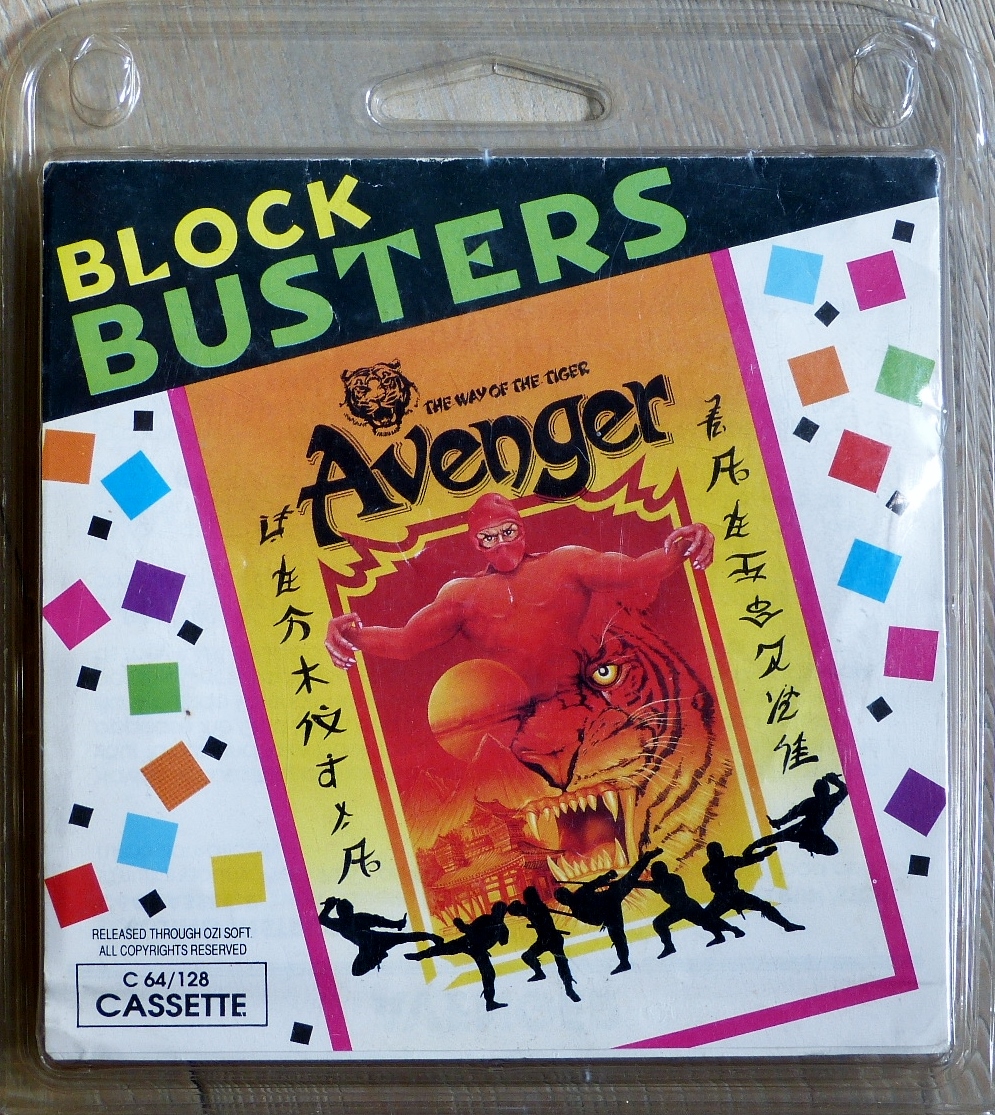 BLOCK
BUSTERS
THE WAY OF THE TIGER
Avenger
RELEASED THROUGH OZI SOFT.
ALL COPYRIGHTS RESERVED
C 64/128
CASSETTE